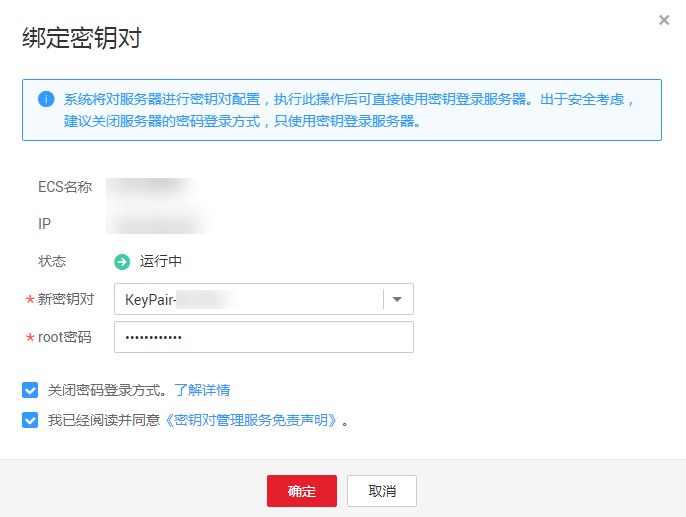 绑定密钥对
系统将对服务器进行密钥对配置，执行此操作后可直接使用密钥登录服务器。出于安全考虑，
建议关闭服务器的密码登录方式，只使用密钥登录服务器。
ECS名称
IP
状态 运行中
* 新密钥对 KeyPair-
* root密码 ••••••••••••
关闭密码登录方式。了解详情
我已经阅读并同意《密钥对管理服务免责声明》。
确定 取消